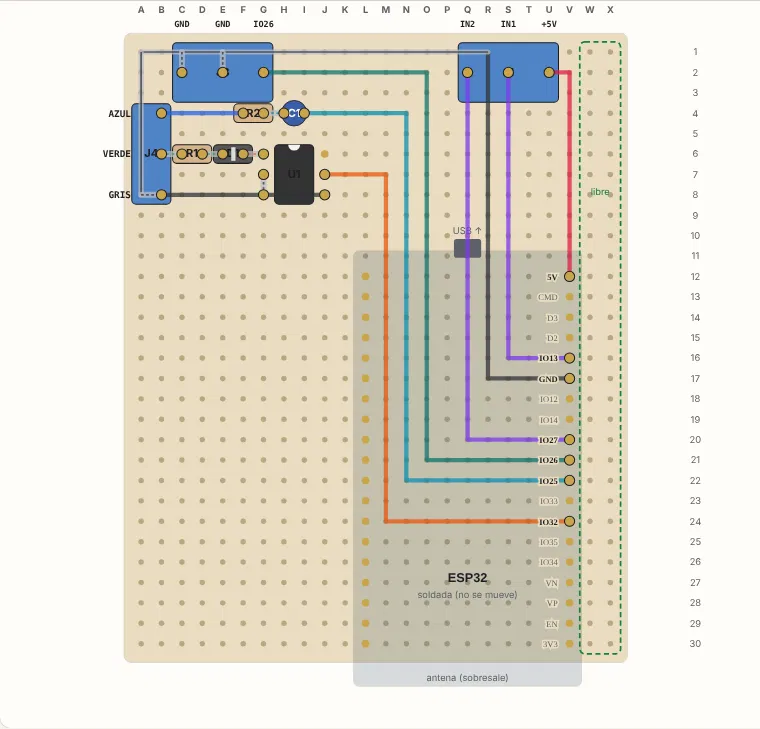 A B C D E F G H I J K L M N O P Q R S T U V W X
GND GND IO26 IN2 IN1 +5V
1
2
3
AZUL R2 C1 4
5
VERDE J4 R1 6
U1 7
GRIS 8
libre
9
USB ↑ 10
11
5V 12
CMD 13
D3 14
D2 15
IO13 16
GND 17
IO12 18
IO14 19
IO27 20
IO26 21
IO25 22
IO33 23
IO32 24
IO35 25
IO34 26
ESP32
VN 27
soldada (no se mueve)
VP 28
EN 29
3V3 30
antena (sobresale)